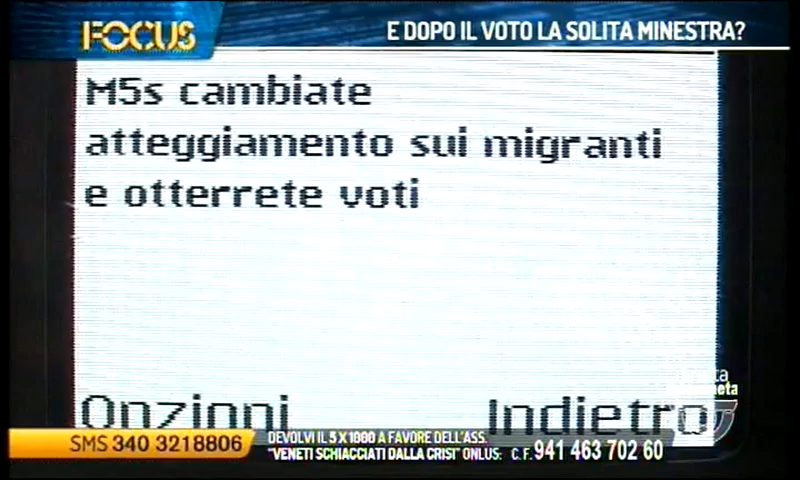 FOCUS
E DOPO IL VOTO LA SOLITA MINESTRA?
M5s cambiate
atteggiamento sui migranti
e otterrete voti
Opzioni
Indietro
SMS 340 3218806
DEVOLVI IL 5 X 1000 A FAVORE DELL'ASS.
"VENETI SCHIACCIATI DALLA CRISI" ONLUS: C.F. 941 463 702 60